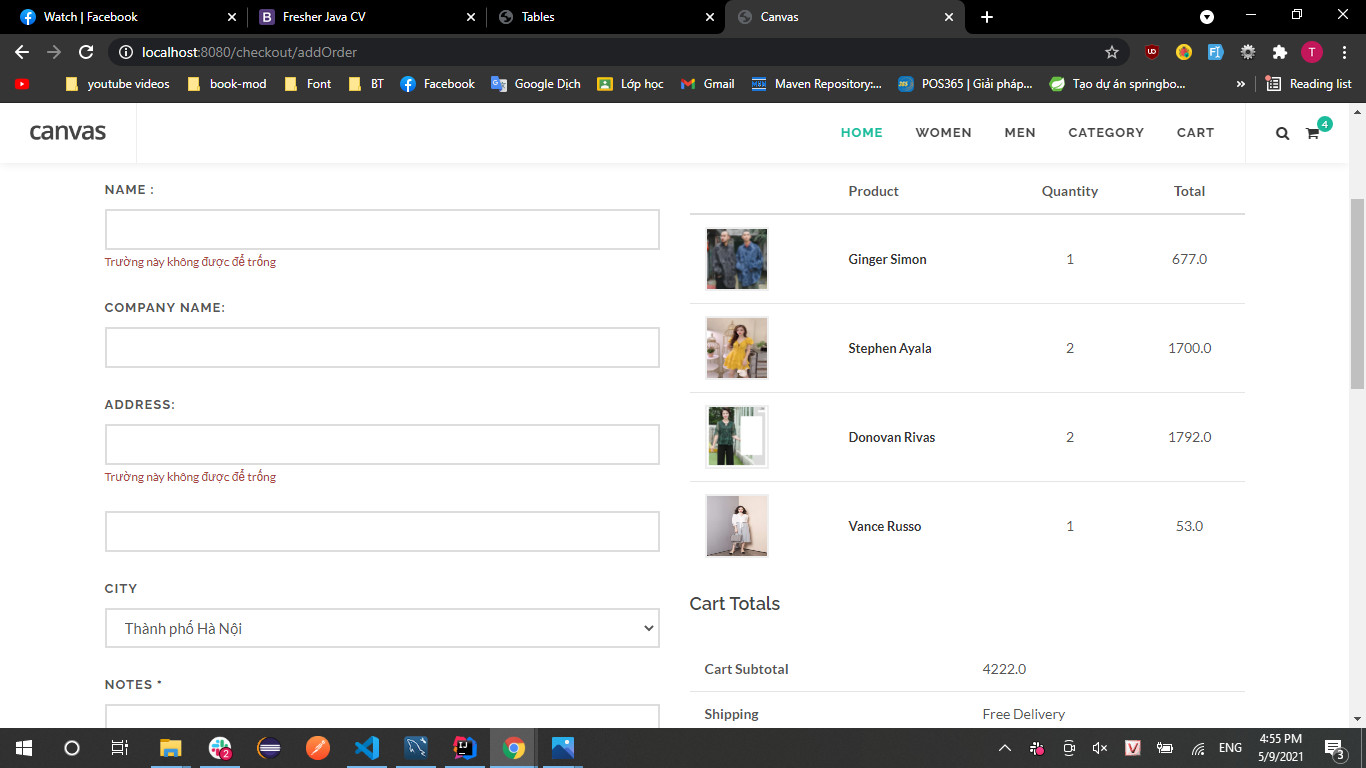 Watch | Facebook
Fresher Java CV
Tables
Canvas
localhost:8080/checkout/addOrder
T
youtube videos
book-mod
Font
BT
Facebook
Google Dịch
Lớp học
Gmail
Maven Repository:...
POS365 | Giải pháp...
Tạo dự án springbo...
»
Reading list
canvas
HOME
WOMEN
MEN
CATEGORY
CART
4
NAME :
Trường này không được để trống
COMPANY NAME:
ADDRESS:
Trường này không được để trống
CITY
Thành phố Hà Nội
NOTES *
Product Quantity Total
Ginger Simon 1 677.0
Stephen Ayala 2 1700.0
Donovan Rivas 2 1792.0
Vance Russo 1 53.0
Cart Totals
Cart Subtotal 4222.0
Shipping Free Delivery
2
IJ
V
ENG
4:55 PM
5/9/2021
3